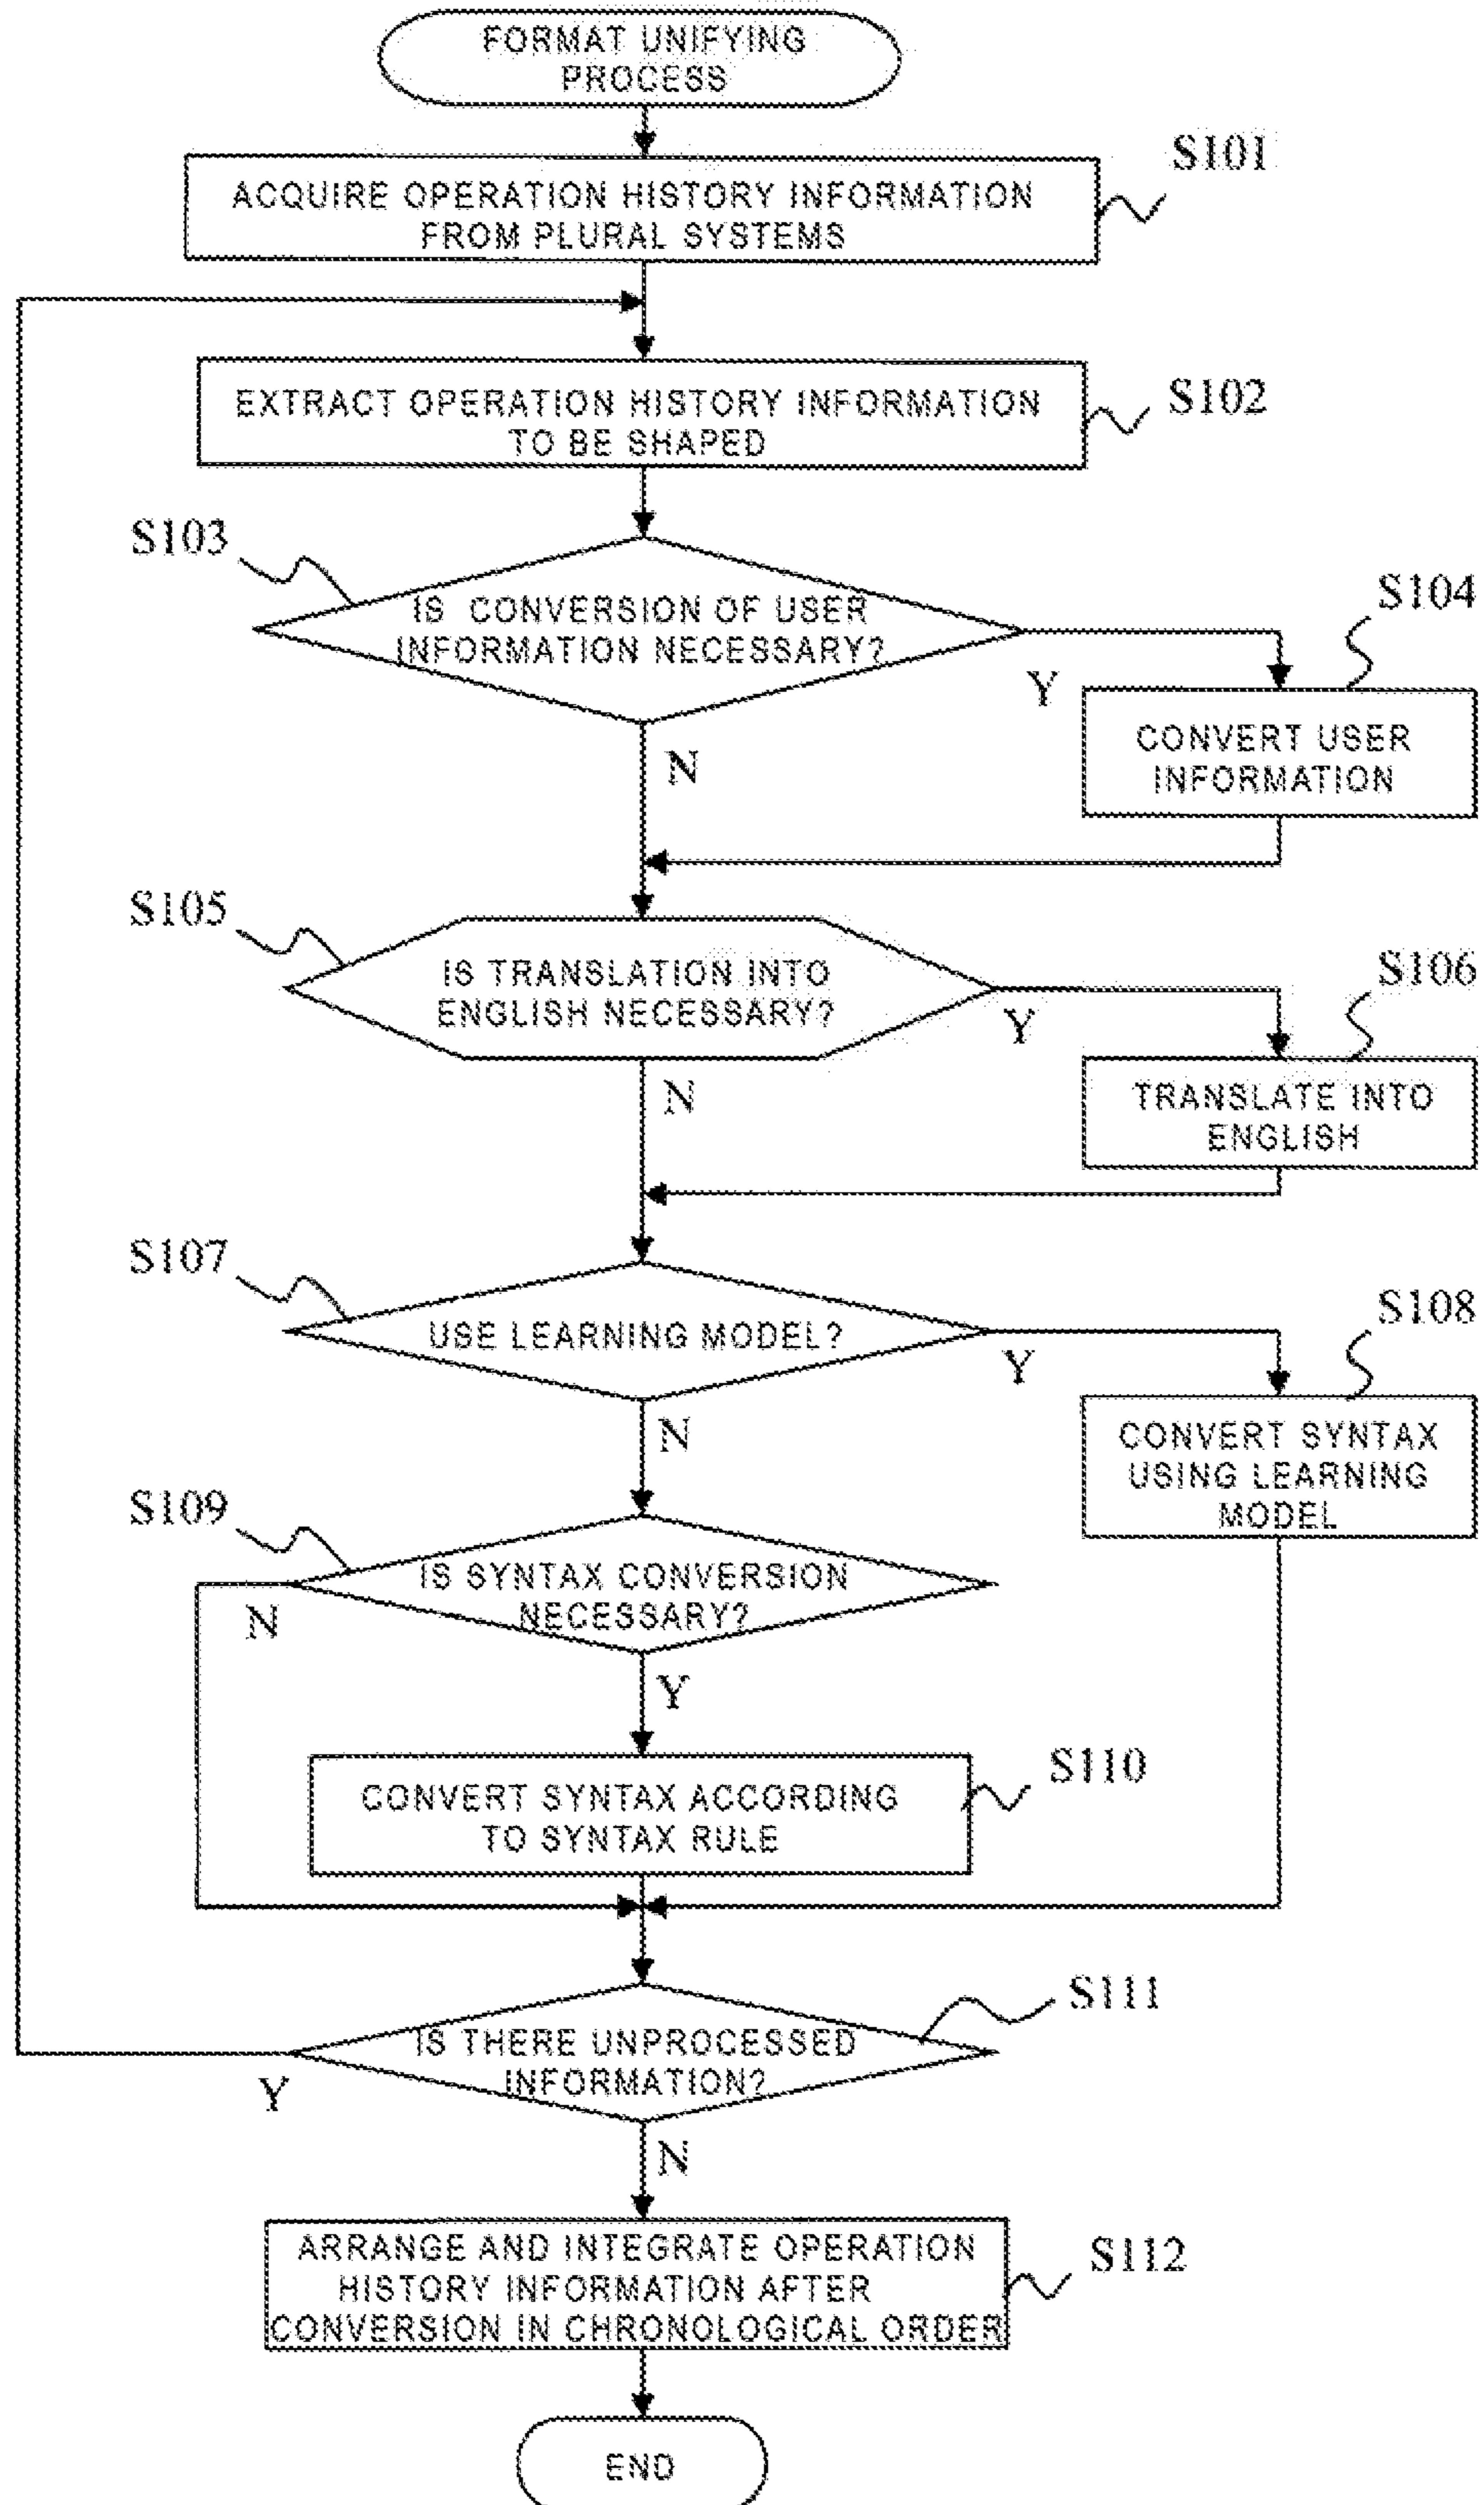 FORMAT UNIFYING
PROCESS
S101
ACQUIRE OPERATION HISTORY INFORMATION
FROM PLURAL SYSTEMS
S102
EXTRACT OPERATION HISTORY INFORMATION
TO BE SHAPED
S103
IS CONVERSION OF USER
INFORMATION NECESSARY?
S104
Y
CONVERT USER
INFORMATION
N
S105
IS TRANSLATION INTO
ENGLISH NECESSARY?
S106
Y
TRANSLATE INTO
ENGLISH
N
S107
USE LEARNING MODEL?
S108
Y
CONVERT SYNTAX
USING LEARNING
MODEL
N
S109
IS SYNTAX CONVERSION
NECESSARY?
N
Y
S110
CONVERT SYNTAX ACCORDING
TO SYNTAX RULE
S111
IS THERE UNPROCESSED
INFORMATION?
Y
N
S112
ARRANGE AND INTEGRATE OPERATION
HISTORY INFORMATION AFTER
CONVERSION IN CHRONOLOGICAL ORDER
END